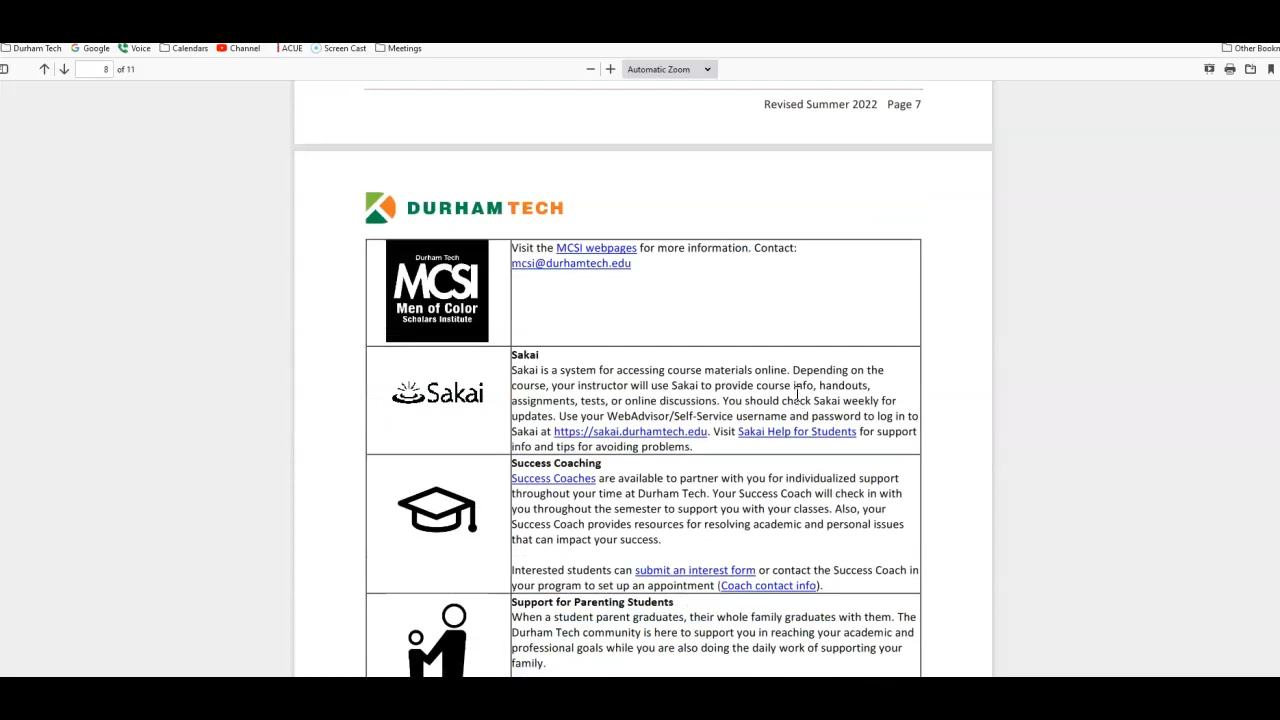 Durham Tech Google Voice Calendars Channel ACUE Screen Cast Meetings Other Bookn
8 of 11 Automatic Zoom
Revised Summer 2022 Page 7
DURHAM TECH
Durham Tech
MCSI
Men of Color
Scholars Institute
Visit the MCSI webpages for more information. Contact:
mcsi@durhamtech.edu
Sakai
Sakai
Sakai is a system for accessing course materials online. Depending on the
course, your instructor will use Sakai to provide course info, handouts,
assignments, tests, or online discussions. You should check Sakai weekly for
updates. Use your WebAdvisor/Self-Service username and password to log in to
Sakai at https://sakai.durhamtech.edu. Visit Sakai Help for Students for support
info and tips for avoiding problems.
Success Coaching
Success Coaches are available to partner with you for individualized support
throughout your time at Durham Tech. Your Success Coach will check in with
you throughout the semester to support you with your classes. Also, your
Success Coach provides resources for resolving academic and personal issues
that can impact your success.
Interested students can submit an interest form or contact the Success Coach in
your program to set up an appointment (Coach contact info).
Support for Parenting Students
When a student parent graduates, their whole family graduates with them. The
Durham Tech community is here to support you in reaching your academic and
professional goals while you are also doing the daily work of supporting your
family.